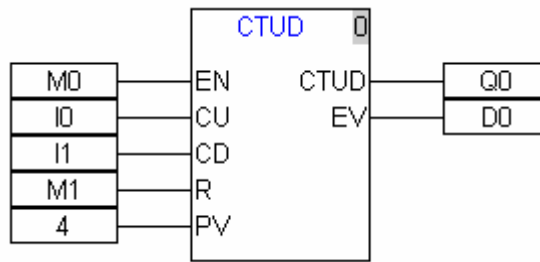 CTUD 0
M0 EN CTUD Q0
I0 CU EV D0
I1 CD
M1 R
4 PV